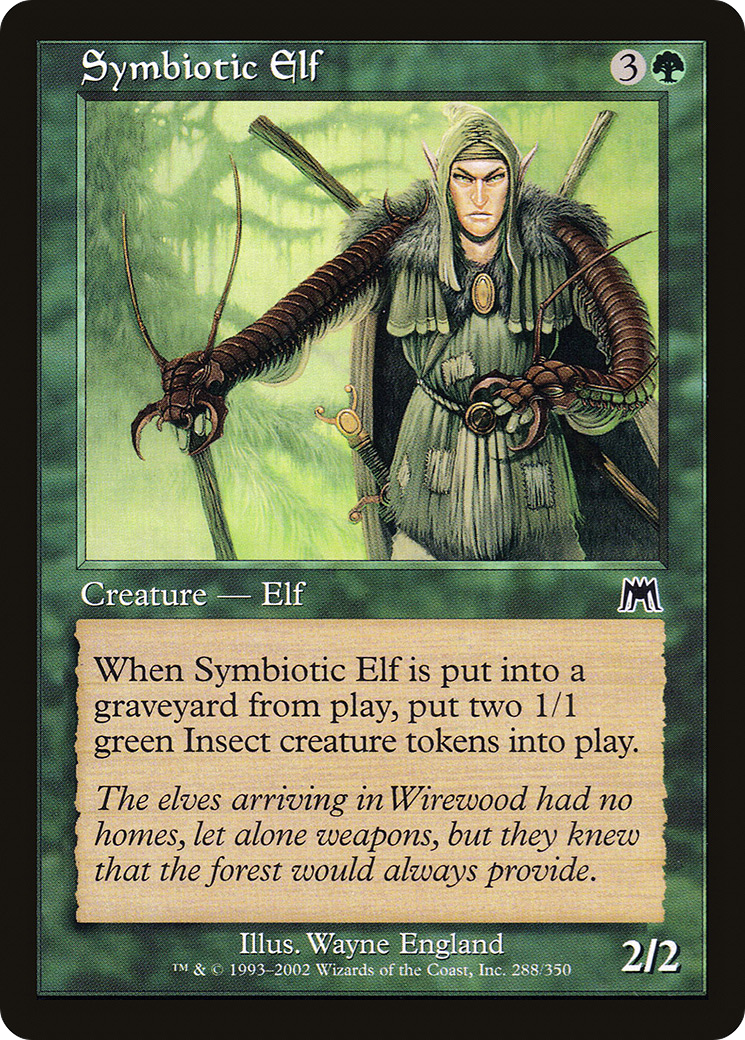 Symbiotic Elf
3
Creature — Elf
When Symbiotic Elf is put into a
graveyard from play, put two 1/1
green Insect creature tokens into play.
The elves arriving in Wirewood had no
homes, let alone weapons, but they knew
that the forest would always provide.
Illus. Wayne England
™ & © 1993–2002 Wizards of the Coast, Inc. 288/350
2/2